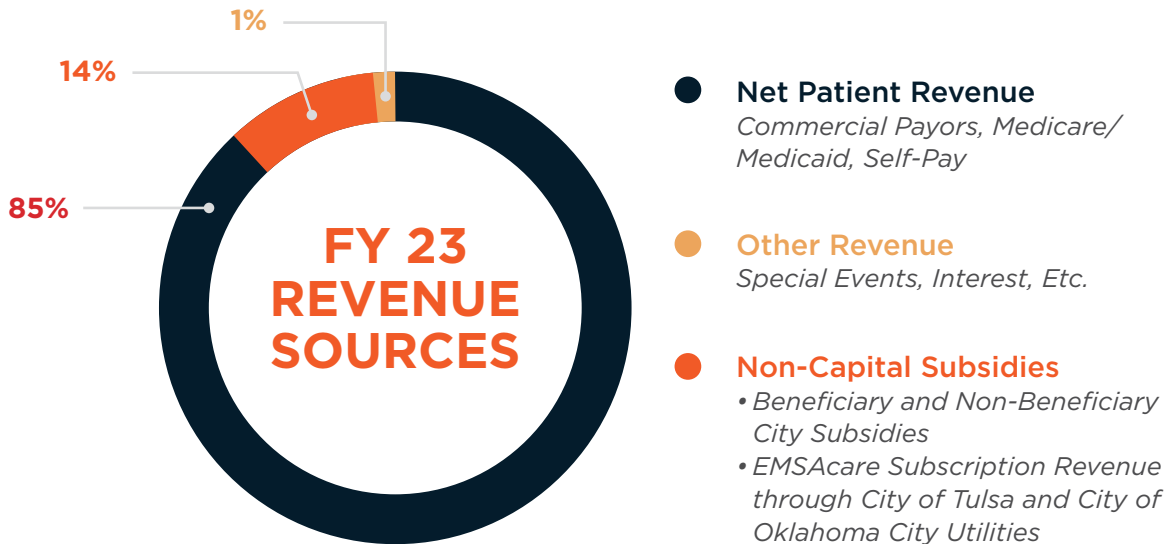 1%
14%
85%
FY 23
REVENUE
SOURCES
Net Patient Revenue
Commercial Payors, Medicare/
Medicaid, Self-Pay
Other Revenue
Special Events, Interest, Etc.
Non-Capital Subsidies
• Beneficiary and Non-Beneficiary
City Subsidies
• EMSAcare Subscription Revenue
through City of Tulsa and City of
Oklahoma City Utilities